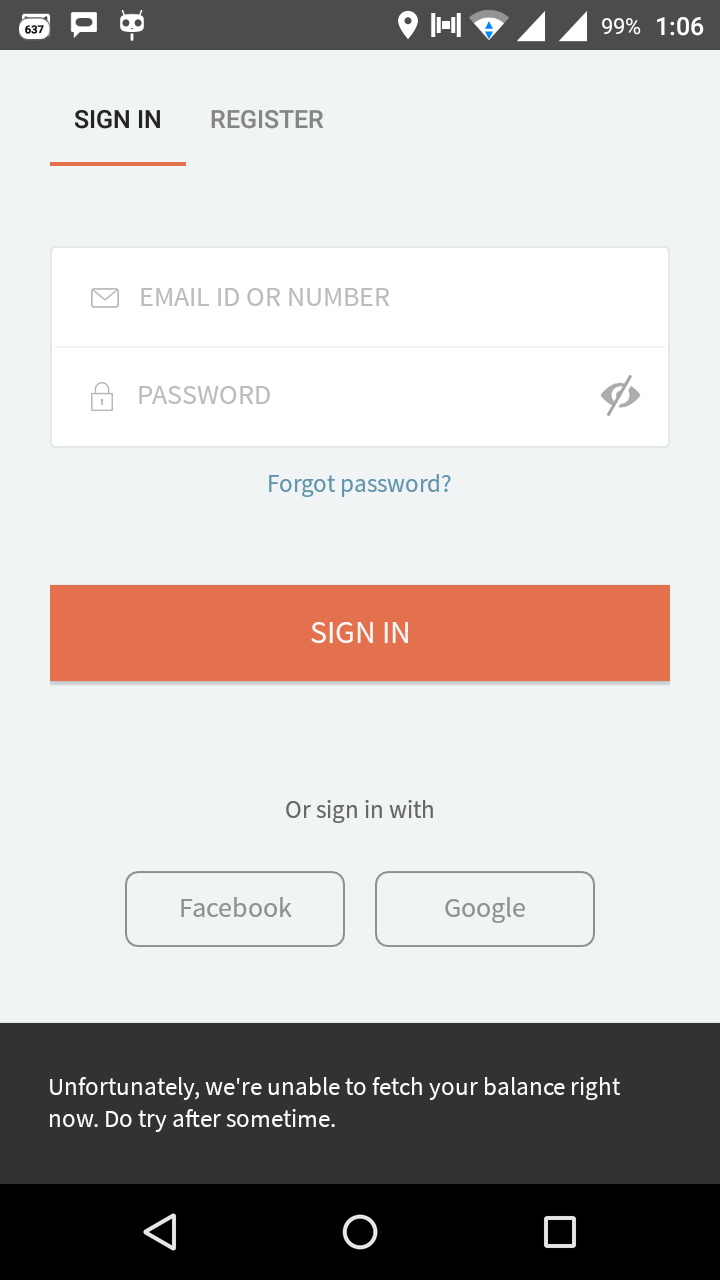 637
99% 1:06
SIGN IN REGISTER
EMAIL ID OR NUMBER
PASSWORD
Forgot password?
SIGN IN
Or sign in with
Facebook Google
Unfortunately, we're unable to fetch your balance right
now. Do try after sometime.